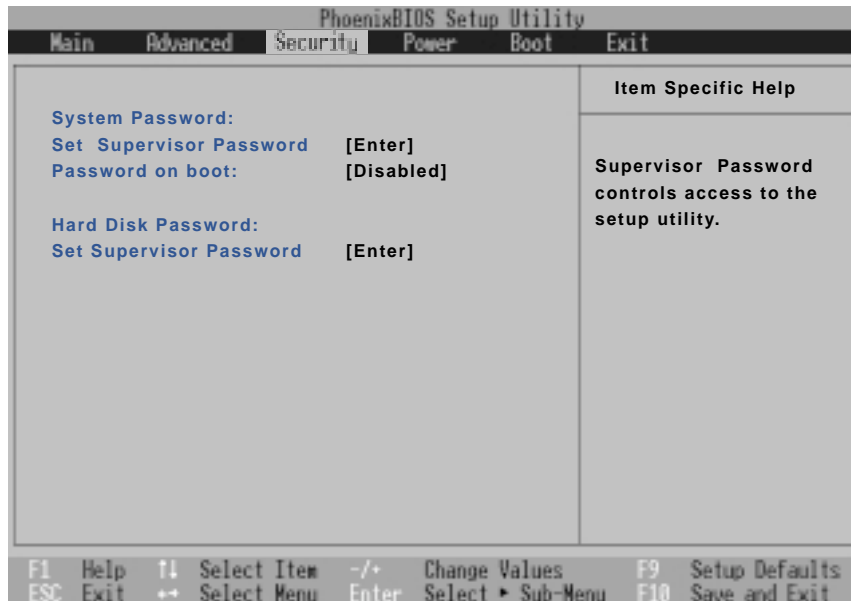 PhoenixBIOS Setup Utility
Main Advanced Security Power Boot Exit
Item Specific Help
System Password:
Set Supervisor Password [Enter]
Password on boot: [Disabled]
Supervisor Password
controls access to the
setup utility.
Hard Disk Password:
Set Supervisor Password [Enter]
F1 Help ↑↓ Select Item -/+ Change Values F9 Setup Defaults
ESC Exit ←→ Select Menu Enter Select ▸ Sub-Menu F10 Save and Exit